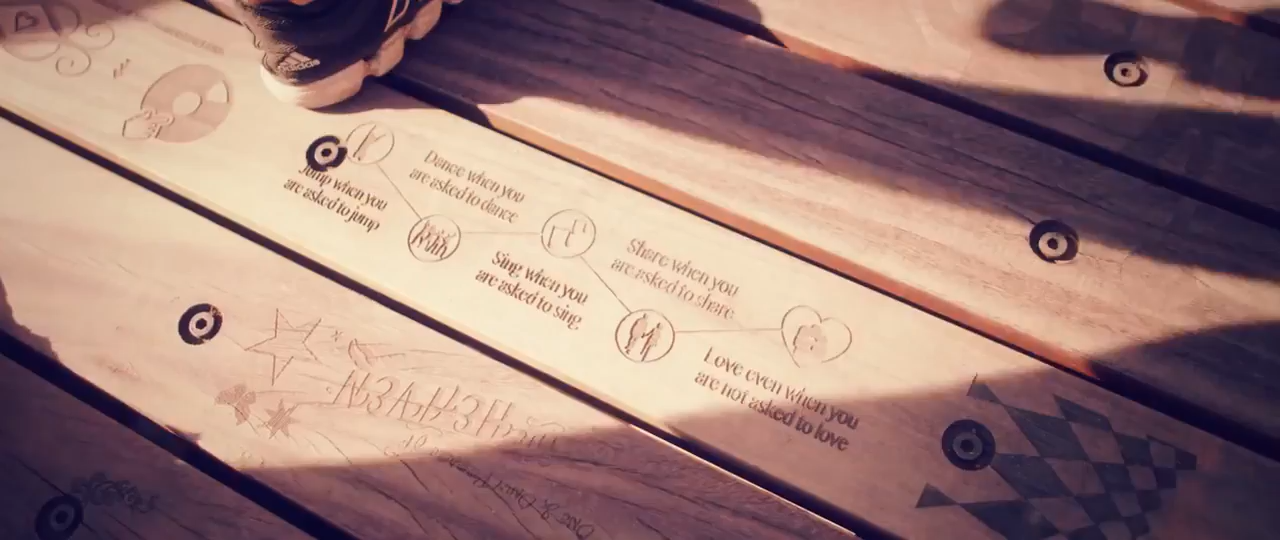 adidas
Jump when you
are asked to jump
Dance when you
are asked to dance
Sing when you
are asked to sing
Share when you
are asked to share
Love even when you
are not asked to love